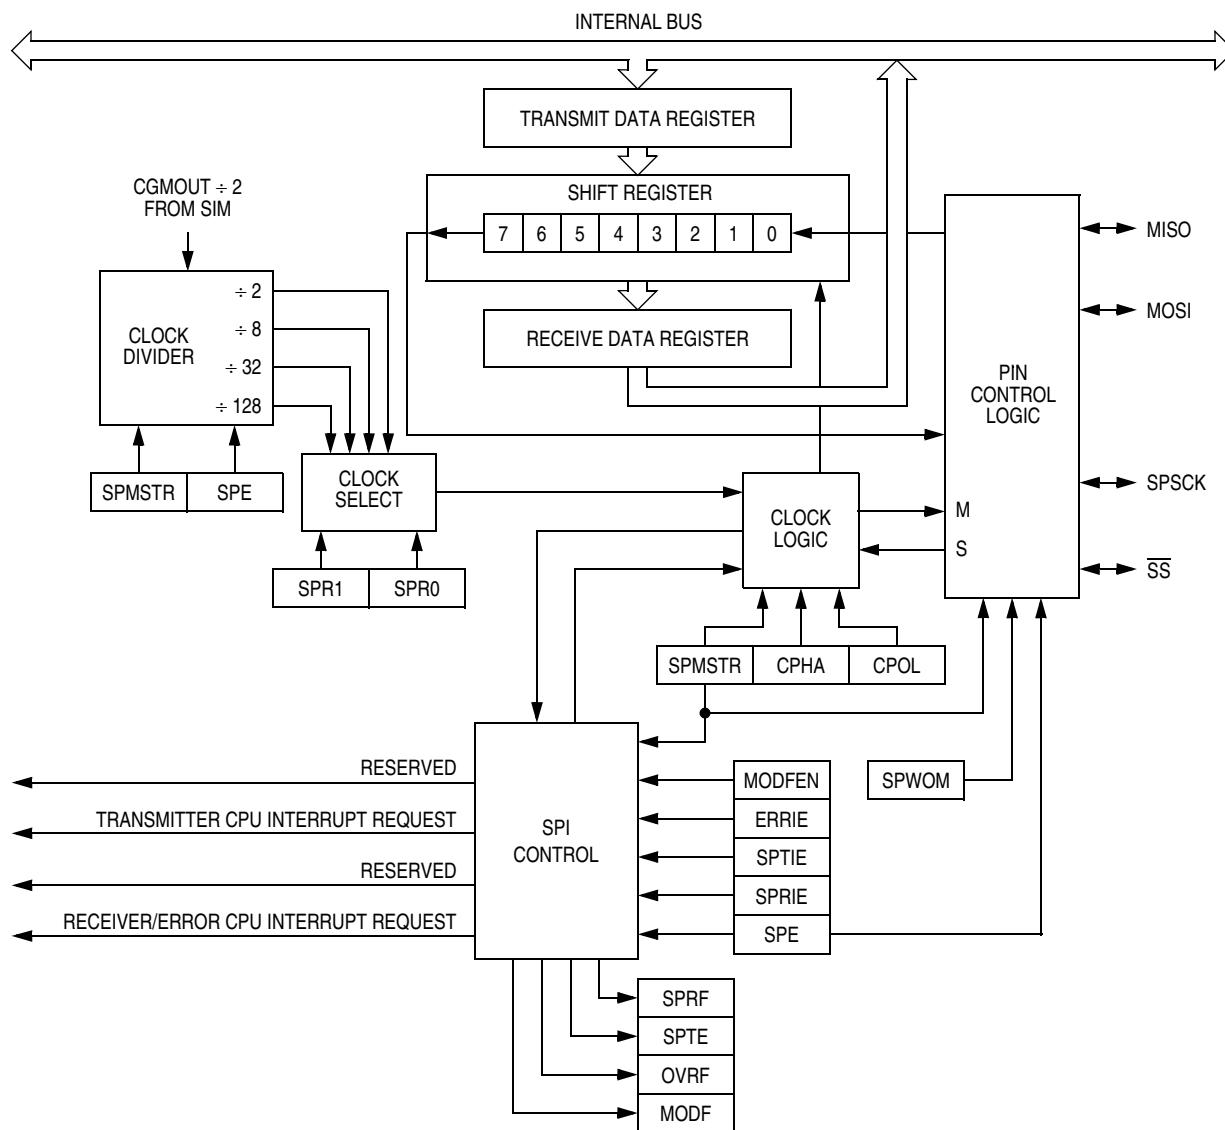 INTERNAL BUS
TRANSMIT DATA REGISTER
SHIFT REGISTER
7 6 5 4 3 2 1 0
RECEIVE DATA REGISTER
CGMOUT ÷ 2
FROM SIM
CLOCK
DIVIDER
÷ 2
÷ 8
÷ 32
÷ 128
SPMSTR SPE
CLOCK
SELECT
SPR1 SPR0
CLOCK
LOGIC
PIN
CONTROL
LOGIC
M
S
MISO
MOSI
SPSCK
S̅S̅
SPMSTR CPHA CPOL
SPWOM
SPI
CONTROL
RESERVED
TRANSMITTER CPU INTERRUPT REQUEST
RESERVED
RECEIVER/ERROR CPU INTERRUPT REQUEST
MODFEN
ERRIE
SPTIE
SPRIE
SPE
SPRF
SPTE
OVRF
MODF